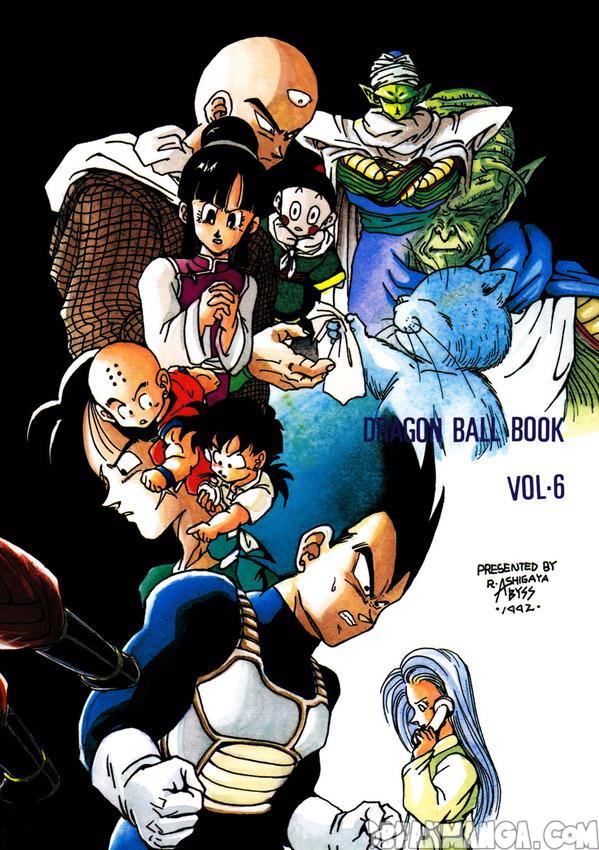 DRAGON BALL BOOK
VOL·6
PRESENTED BY
R·ASHIGAYA
ABYSS
·1992·